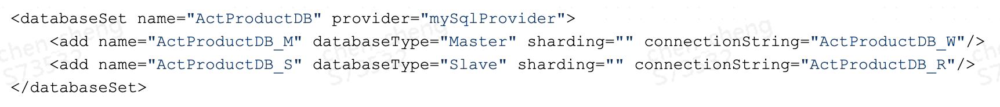 <databaseSet name="ActProductDB" provider="mySqlProvider">
    <add name="ActProductDB_M" databaseType="Master" sharding="" connectionString="ActProductDB_W"/>
    <add name="ActProductDB_S" databaseType="Slave" sharding="" connectionString="ActProductDB_R"/>
</databaseSet>